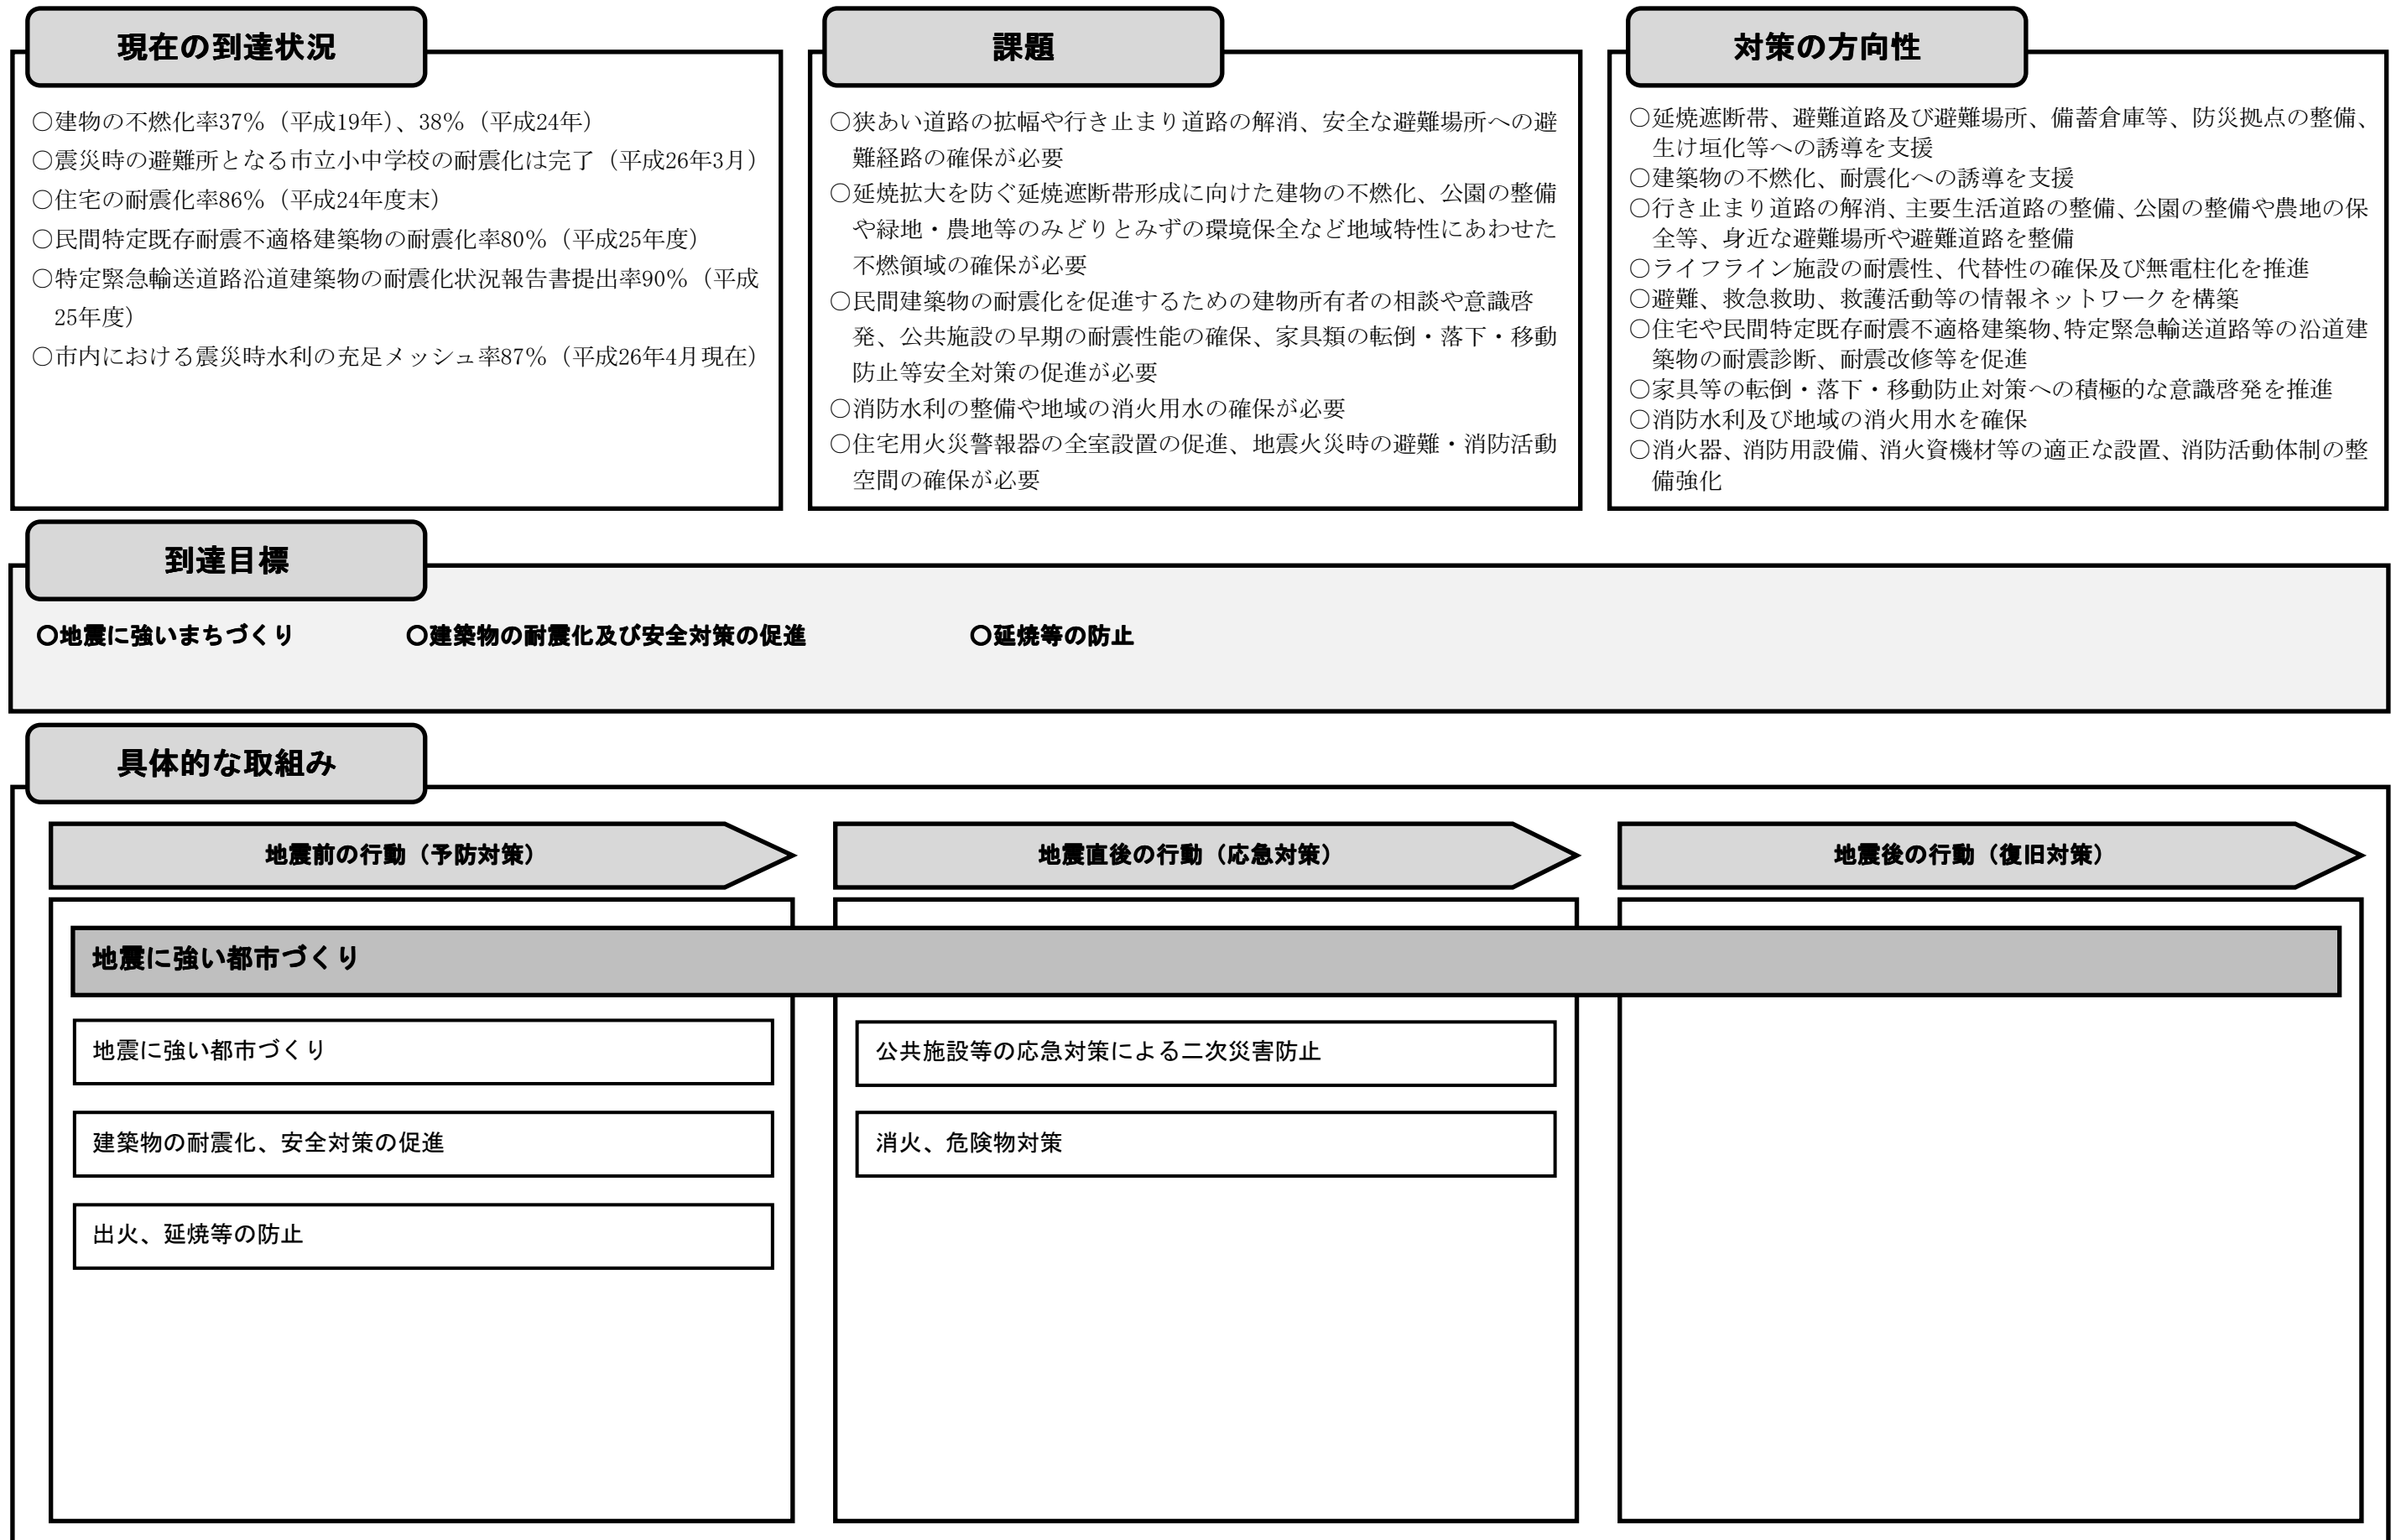 現在の到達状況
○建物の不燃化率37％（平成19年）、38％（平成24年）
○震災時の避難所となる市立小中学校の耐震化は完了（平成26年3月）
○住宅の耐震化率86％（平成24年度末）
○民間特定既存耐震不適格建築物の耐震化率80％（平成25年度）
○特定緊急輸送道路沿道建築物の耐震化状況報告書提出率90％（平成
25年度）
○市内における震災時水利の充足メッシュ率87％（平成26年4月現在）
課題
○狭あい道路の拡幅や行き止まり道路の解消、安全な避難場所への避
難経路の確保が必要
○延焼拡大を防ぐ延焼遮断帯形成に向けた建物の不燃化、公園の整備
や緑地・農地等のみどりとみずの環境保全など地域特性にあわせた
不燃領域の確保が必要
○民間建築物の耐震化を促進するための建物所有者の相談や意識啓
発、公共施設の早期の耐震性能の確保、家具類の転倒・落下・移動
防止等安全対策の促進が必要
○消防水利の整備や地域の消火用水の確保が必要
○住宅用火災警報器の全室設置の促進、地震火災時の避難・消防活動
空間の確保が必要
対策の方向性
○延焼遮断帯、避難道路及び避難場所、備蓄倉庫等、防災拠点の整備、
生け垣化等への誘導を支援
○建築物の不燃化、耐震化への誘導を支援
○行き止まり道路の解消、主要生活道路の整備、公園の整備や農地の保
全等、身近な避難場所や避難道路を整備
○ライフライン施設の耐震性、代替性の確保及び無電柱化を推進
○避難、救急救助、救護活動等の情報ネットワークを構築
○住宅や民間特定既存耐震不適格建築物、特定緊急輸送道路等の沿道建
築物の耐震診断、耐震改修等を促進
○家具等の転倒・落下・移動防止対策への積極的な意識啓発を推進
○消防水利及び地域の消火用水を確保
○消火器、消防用設備、消火資機材等の適正な設置、消防活動体制の整
備強化
到達目標
○地震に強いまちづくり ○建築物の耐震化及び安全対策の促進 ○延焼等の防止
具体的な取組み
地震前の行動（予防対策） 地震直後の行動（応急対策） 地震後の行動（復旧対策）
地震に強い都市づくり
地震に強い都市づくり
建築物の耐震化、安全対策の促進
出火、延焼等の防止
公共施設等の応急対策による二次災害防止
消火、危険物対策